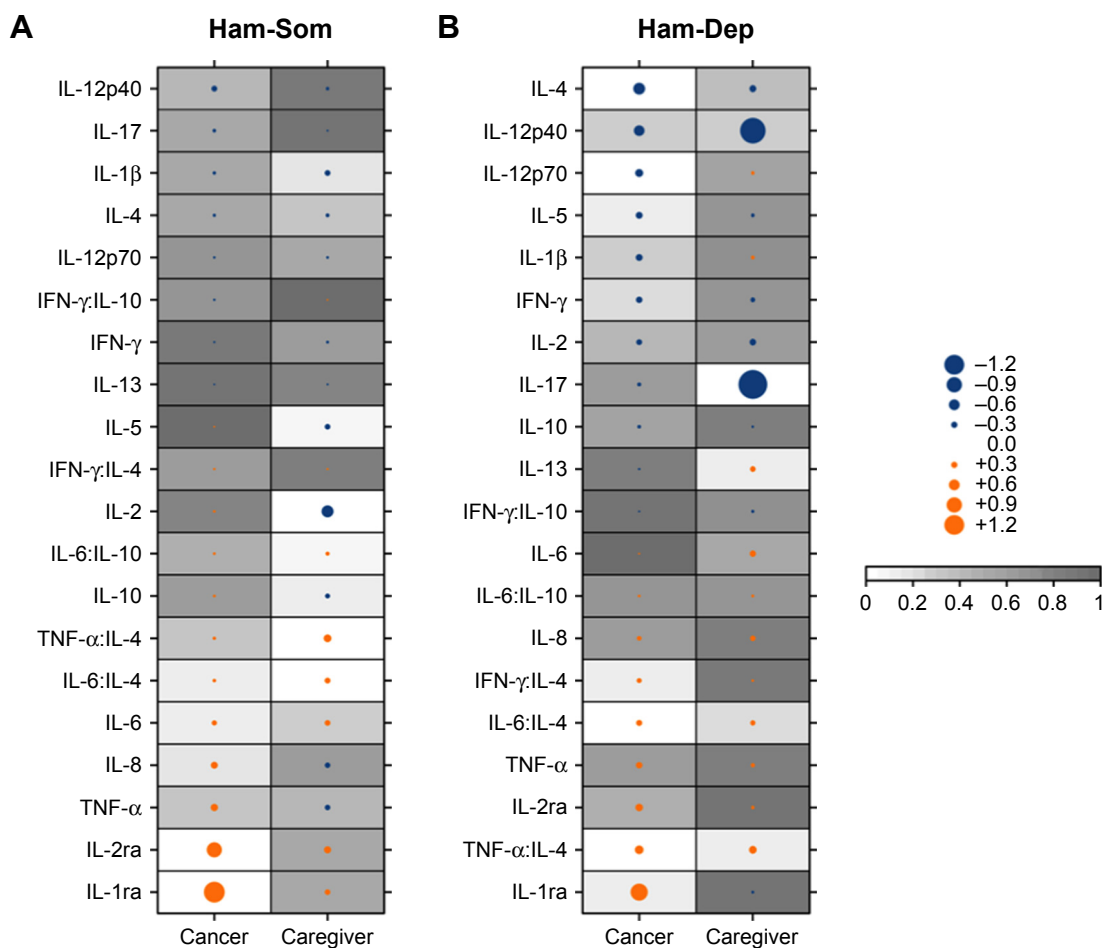 A
Ham-Som
IL-12p40
IL-17
IL-1β
IL-4
IL-12p70
IFN-γ:IL-10
IFN-γ
IL-13
IL-5
IFN-γ:IL-4
IL-2
IL-6:IL-10
IL-10
TNF-α:IL-4
IL-6:IL-4
IL-6
IL-8
TNF-α
IL-2ra
IL-1ra
Cancer Caregiver
B
Ham-Dep
IL-4
IL-12p40
IL-12p70
IL-5
IL-1β
IFN-γ
IL-2
IL-17
IL-10
IL-13
IFN-γ:IL-10
IL-6
IL-6:IL-10
IL-8
IFN-γ:IL-4
IL-6:IL-4
TNF-α
IL-2ra
TNF-α:IL-4
IL-1ra
Cancer Caregiver
–1.2
–0.9
–0.6
–0.3
0.0
+0.3
+0.6
+0.9
+1.2
0 0.2 0.4 0.6 0.8 1